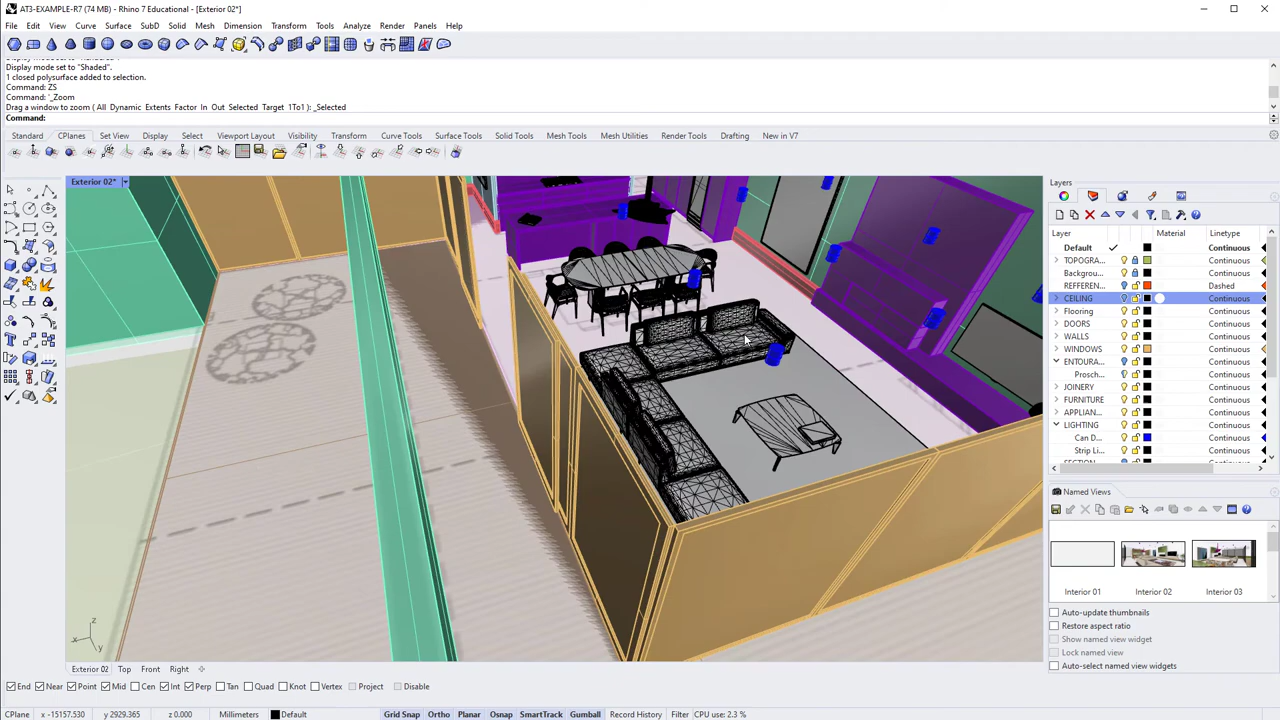 AT3-EXAMPLE-R7 (74 MB) - Rhino 7 Educational - [Exterior 02*]
File Edit View Curve Surface SubD Solid Mesh Dimension Transform Tools Analyze Render Panels Help
Display mode set to "Shaded".
1 closed polysurface added to selection.
Command: ZS
Command: '_Zoom
Drag a window to zoom ( All Dynamic Extents Factor In Out Selected Target 1To1 ): _Selected
Command:
Standard CPlanes Set View Display Select Viewport Layout Visibility Transform Curve Tools Surface Tools Solid Tools Mesh Tools Mesh Utilities Render Tools Drafting New in V7
Exterior 02*
Layers
Layer Material Linetype
Default Continuous
TOPOGRA... Continuous
Backgrou... Continuous
REFFEREN... Dashed
CEILING Continuous
Flooring Continuous
DOORS Continuous
WALLS Continuous
WINDOWS Continuous
ENTOURA... Continuous
Prosch... Continuous
JOINERY Continuous
FURNITURE Continuous
APPLIAN... Continuous
LIGHTING Continuous
Can D... Continuous
Strip Li... Continuous
Named Views
Interior 01 Interior 02 Interior 03
Auto-update thumbnails
Restore aspect ratio
Show named view widget
Lock named view
Auto-select named view widgets
z
x
y
Exterior 02 Top Front Right
End Near Point Mid Cen Int Perp Tan Quad Knot Vertex Project Disable
CPlane x -15157.530 y 2929.365 z 0.000 Millimeters Default Grid Snap Ortho Planar Osnap SmartTrack Gumball Record History Filter CPU use: 2.3 %